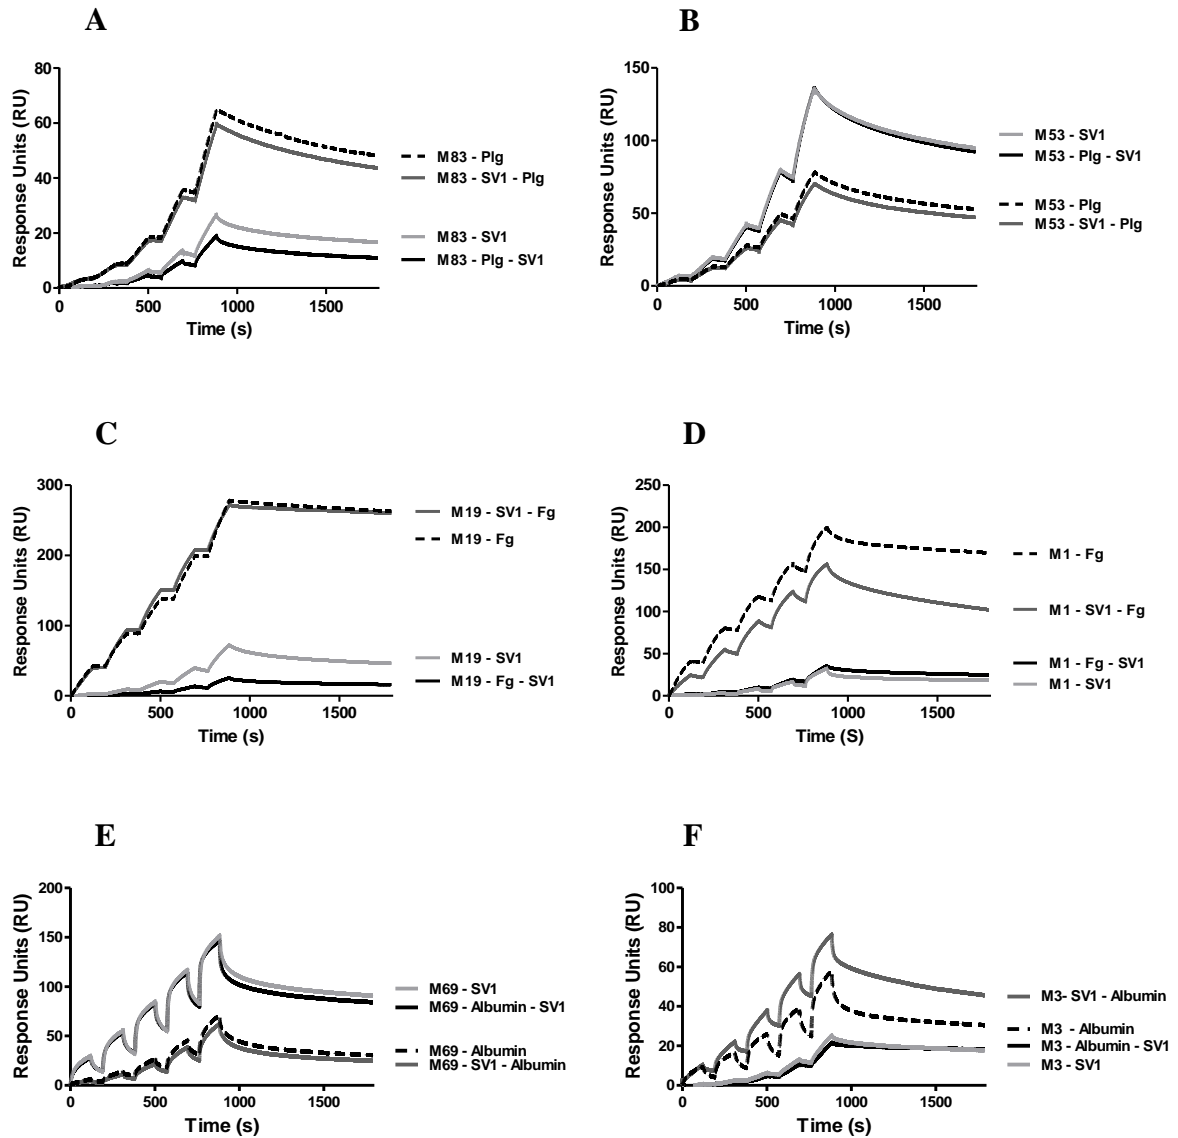 A
80
60
40
20
0
Response Units (RU)
0 500 1000 1500
Time (s)
M83 - Plg
M83 - SV1 - Plg
M83 - SV1
M83 - Plg - SV1
B
150
100
50
0
Response Units (RU)
0 500 1000 1500
Time (s)
M53 - SV1
M53 - Plg - SV1
M53 - Plg
M53 - SV1 - Plg
C
300
200
100
0
Response Units (RU)
0 500 1000 1500
Time (s)
M19 - SV1 - Fg
M19 - Fg
M19 - SV1
M19 - Fg - SV1
D
250
200
150
100
50
0
Response Units (RU)
0 500 1000 1500
Time (S)
M1 - Fg
M1 - SV1 - Fg
M1 - Fg - SV1
M1 - SV1
E
200
150
100
50
0
Response Units (RU)
0 500 1000 1500
Time (s)
M69 - SV1
M69 - Albumin - SV1
M69 - Albumin
M69 - SV1 - Albumin
F
100
80
60
40
20
0
Response Units (RU)
0 500 1000 1500
Time (s)
M3- SV1 - Albumin
M3 - Albumin
M3 - Albumin - SV1
M3 - SV1